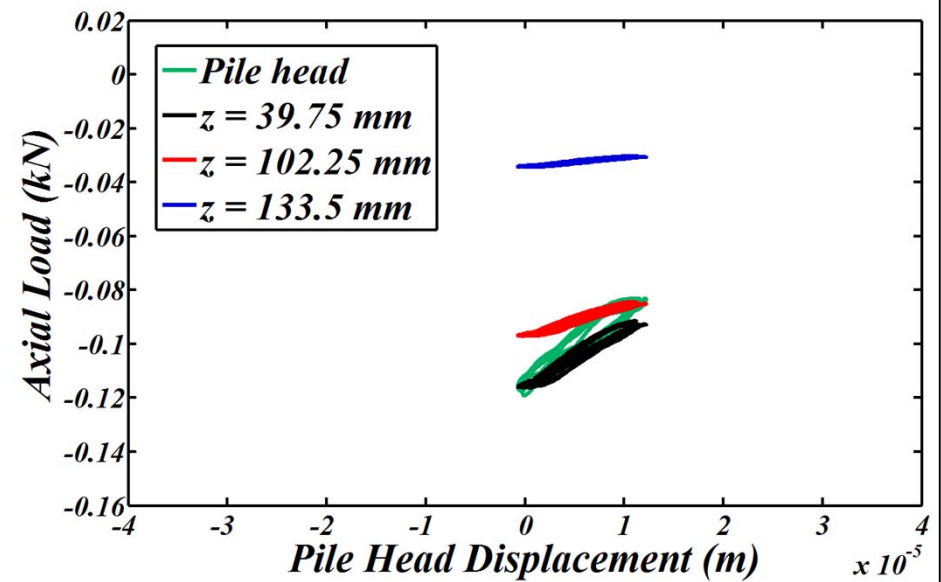 0.02
0
-0.02
-0.04
-0.06
-0.08
-0.1
-0.12
-0.14
-0.16
Axial Load (kN)
Pile head
z = 39.75 mm
z = 102.25 mm
z = 133.5 mm
-4 -3 -2 -1 0 1 2 3 4
Pile Head Displacement (m)
x 10⁻⁵